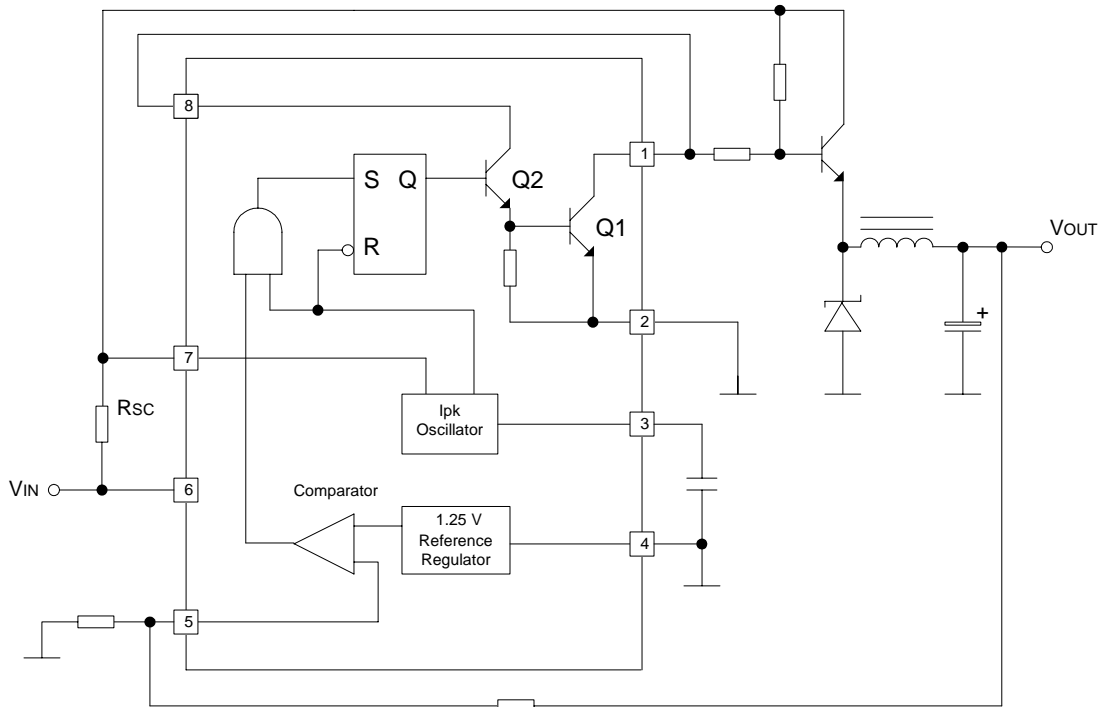 8
1
S Q
Q2
R
Q1
VOUT
+
2
7
RSC
Ipk
Oscillator
3
VIN
6
Comparator
1.25 V
Reference
Regulator
4
5